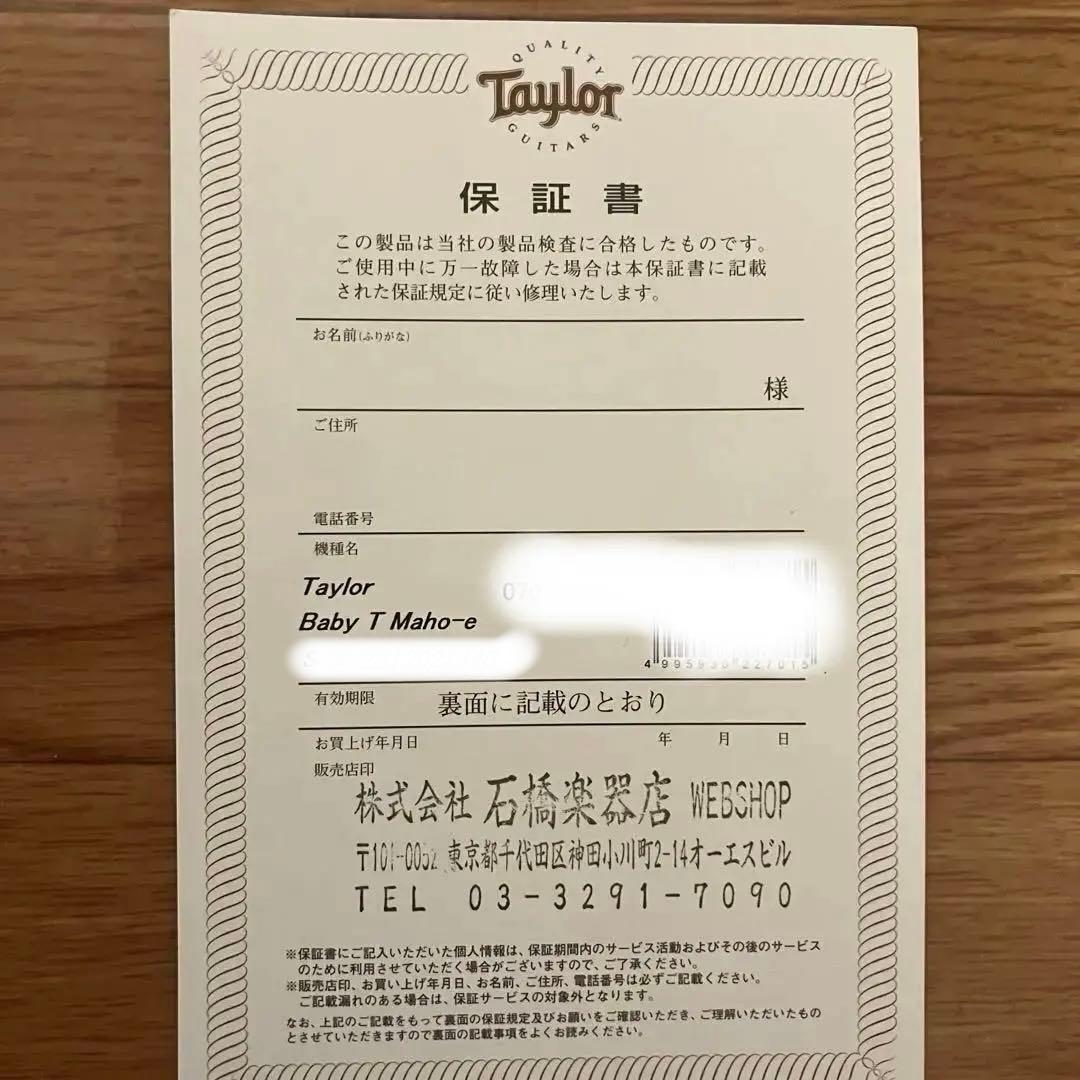 QUALITY
Taylor
GUITARS
保証書
この製品は当社の製品検査に合格したものです。
ご使用中に万一故障した場合は本保証書に記載
された保証規定に従い修理いたします。
お名前(ふりがな)
様
ご住所
電話番号
機種名
Taylor
Baby T Maho-e
有効期限 裏面に記載のとおり
お買上げ年月日 年 月 日
販売店印
株式会社 石橋楽器店 WEBSHOP
〒101-0052 東京都千代田区神田小川町2-14オーエスビル
TEL 03-3291-7090
※保証書にご記入いただいた個人情報は、保証期間内のサービス活動およびその後のサービス
のために利用させていただく場合がございますので、ご了承ください。
※販売店印、お買い上げ年月日、お名前、ご住所、電話番号は必ずご記載ください。
ご記載漏れのある場合は、保証サービスの対象外となります。
なお、上記のご記載をもって裏面の保証規定及びお願いをご確認いただき、ご理解いただいたもの
とさせていただきますので裏面の記載事項をよくお読みください。